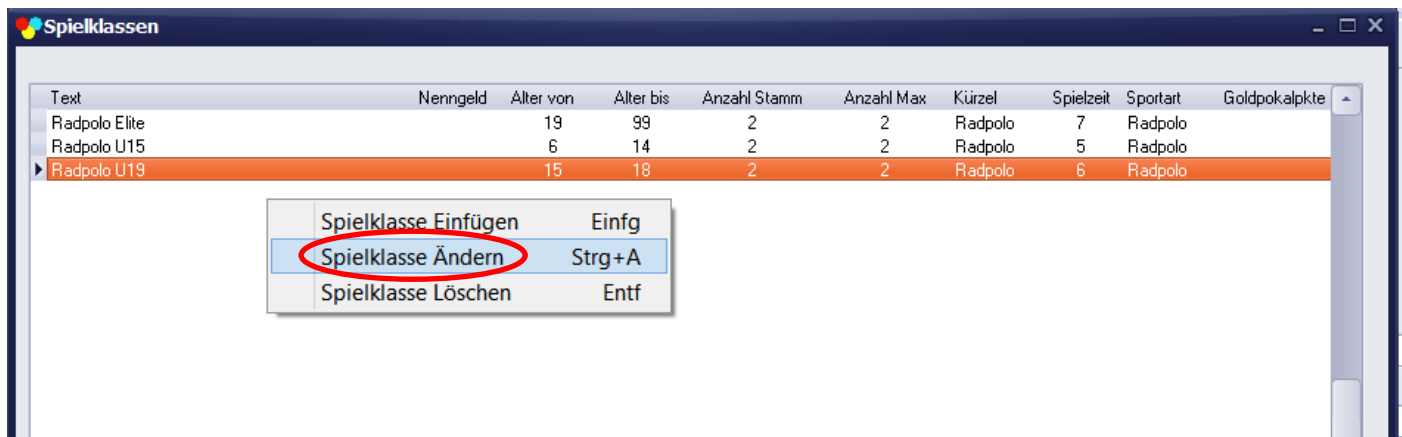 Spielklassen
Text Nenngeld Alter von Alter bis Anzahl Stamm Anzahl Max Kürzel Spielzeit Sportart Goldpokalpkte
Radpolo Elite 19 99 2 2 Radpolo 7 Radpolo
Radpolo U15 6 14 2 2 Radpolo 5 Radpolo
Radpolo U19 15 18 2 2 Radpolo 6 Radpolo
Spielklasse Einfügen Einfg
Spielklasse Ändern Strg+A
Spielklasse Löschen Entf